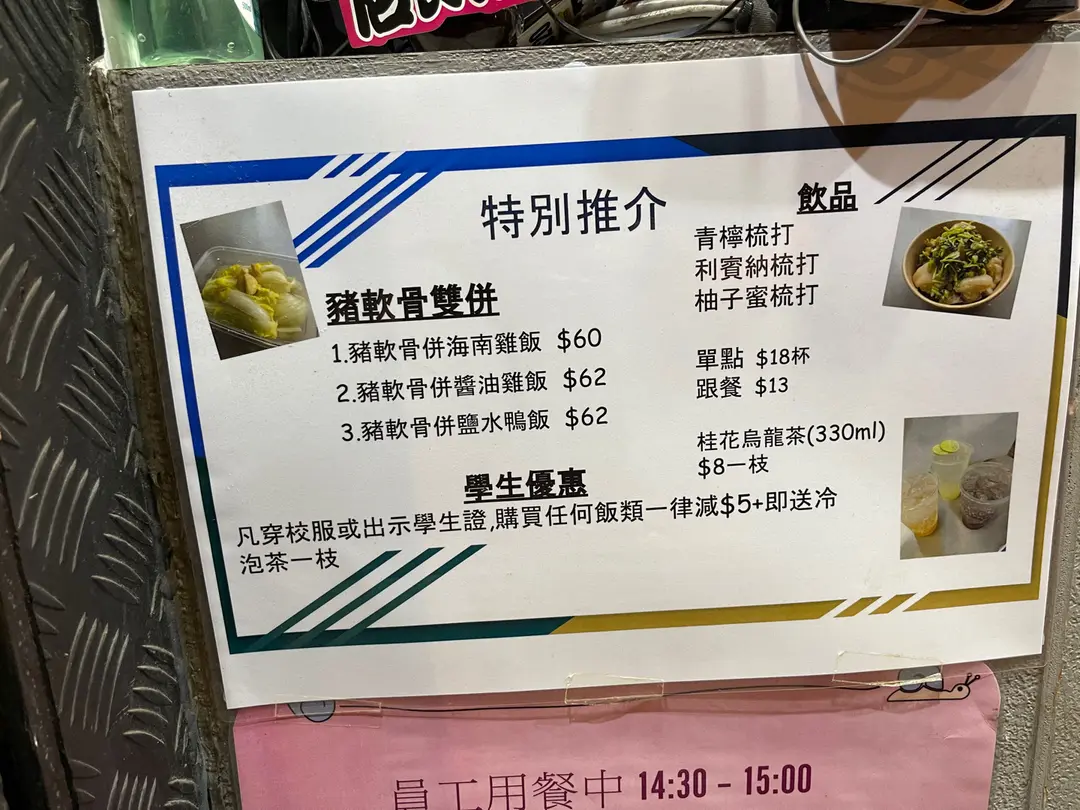 特別推介
豬軟骨雙併
1.豬軟骨併海南雞飯 $60
2.豬軟骨併醬油雞飯 $62
3.豬軟骨併鹽水鴨飯 $62
飲品
青檸梳打
利賓納梳打
柚子蜜梳打
單點 $18杯
跟餐 $13
桂花烏龍茶(330ml)
$8一枝
學生優惠
凡穿校服或出示學生證,購買任何飯類一律減$5+即送冷
泡茶一枝
員工用餐中 14:30 - 15:00